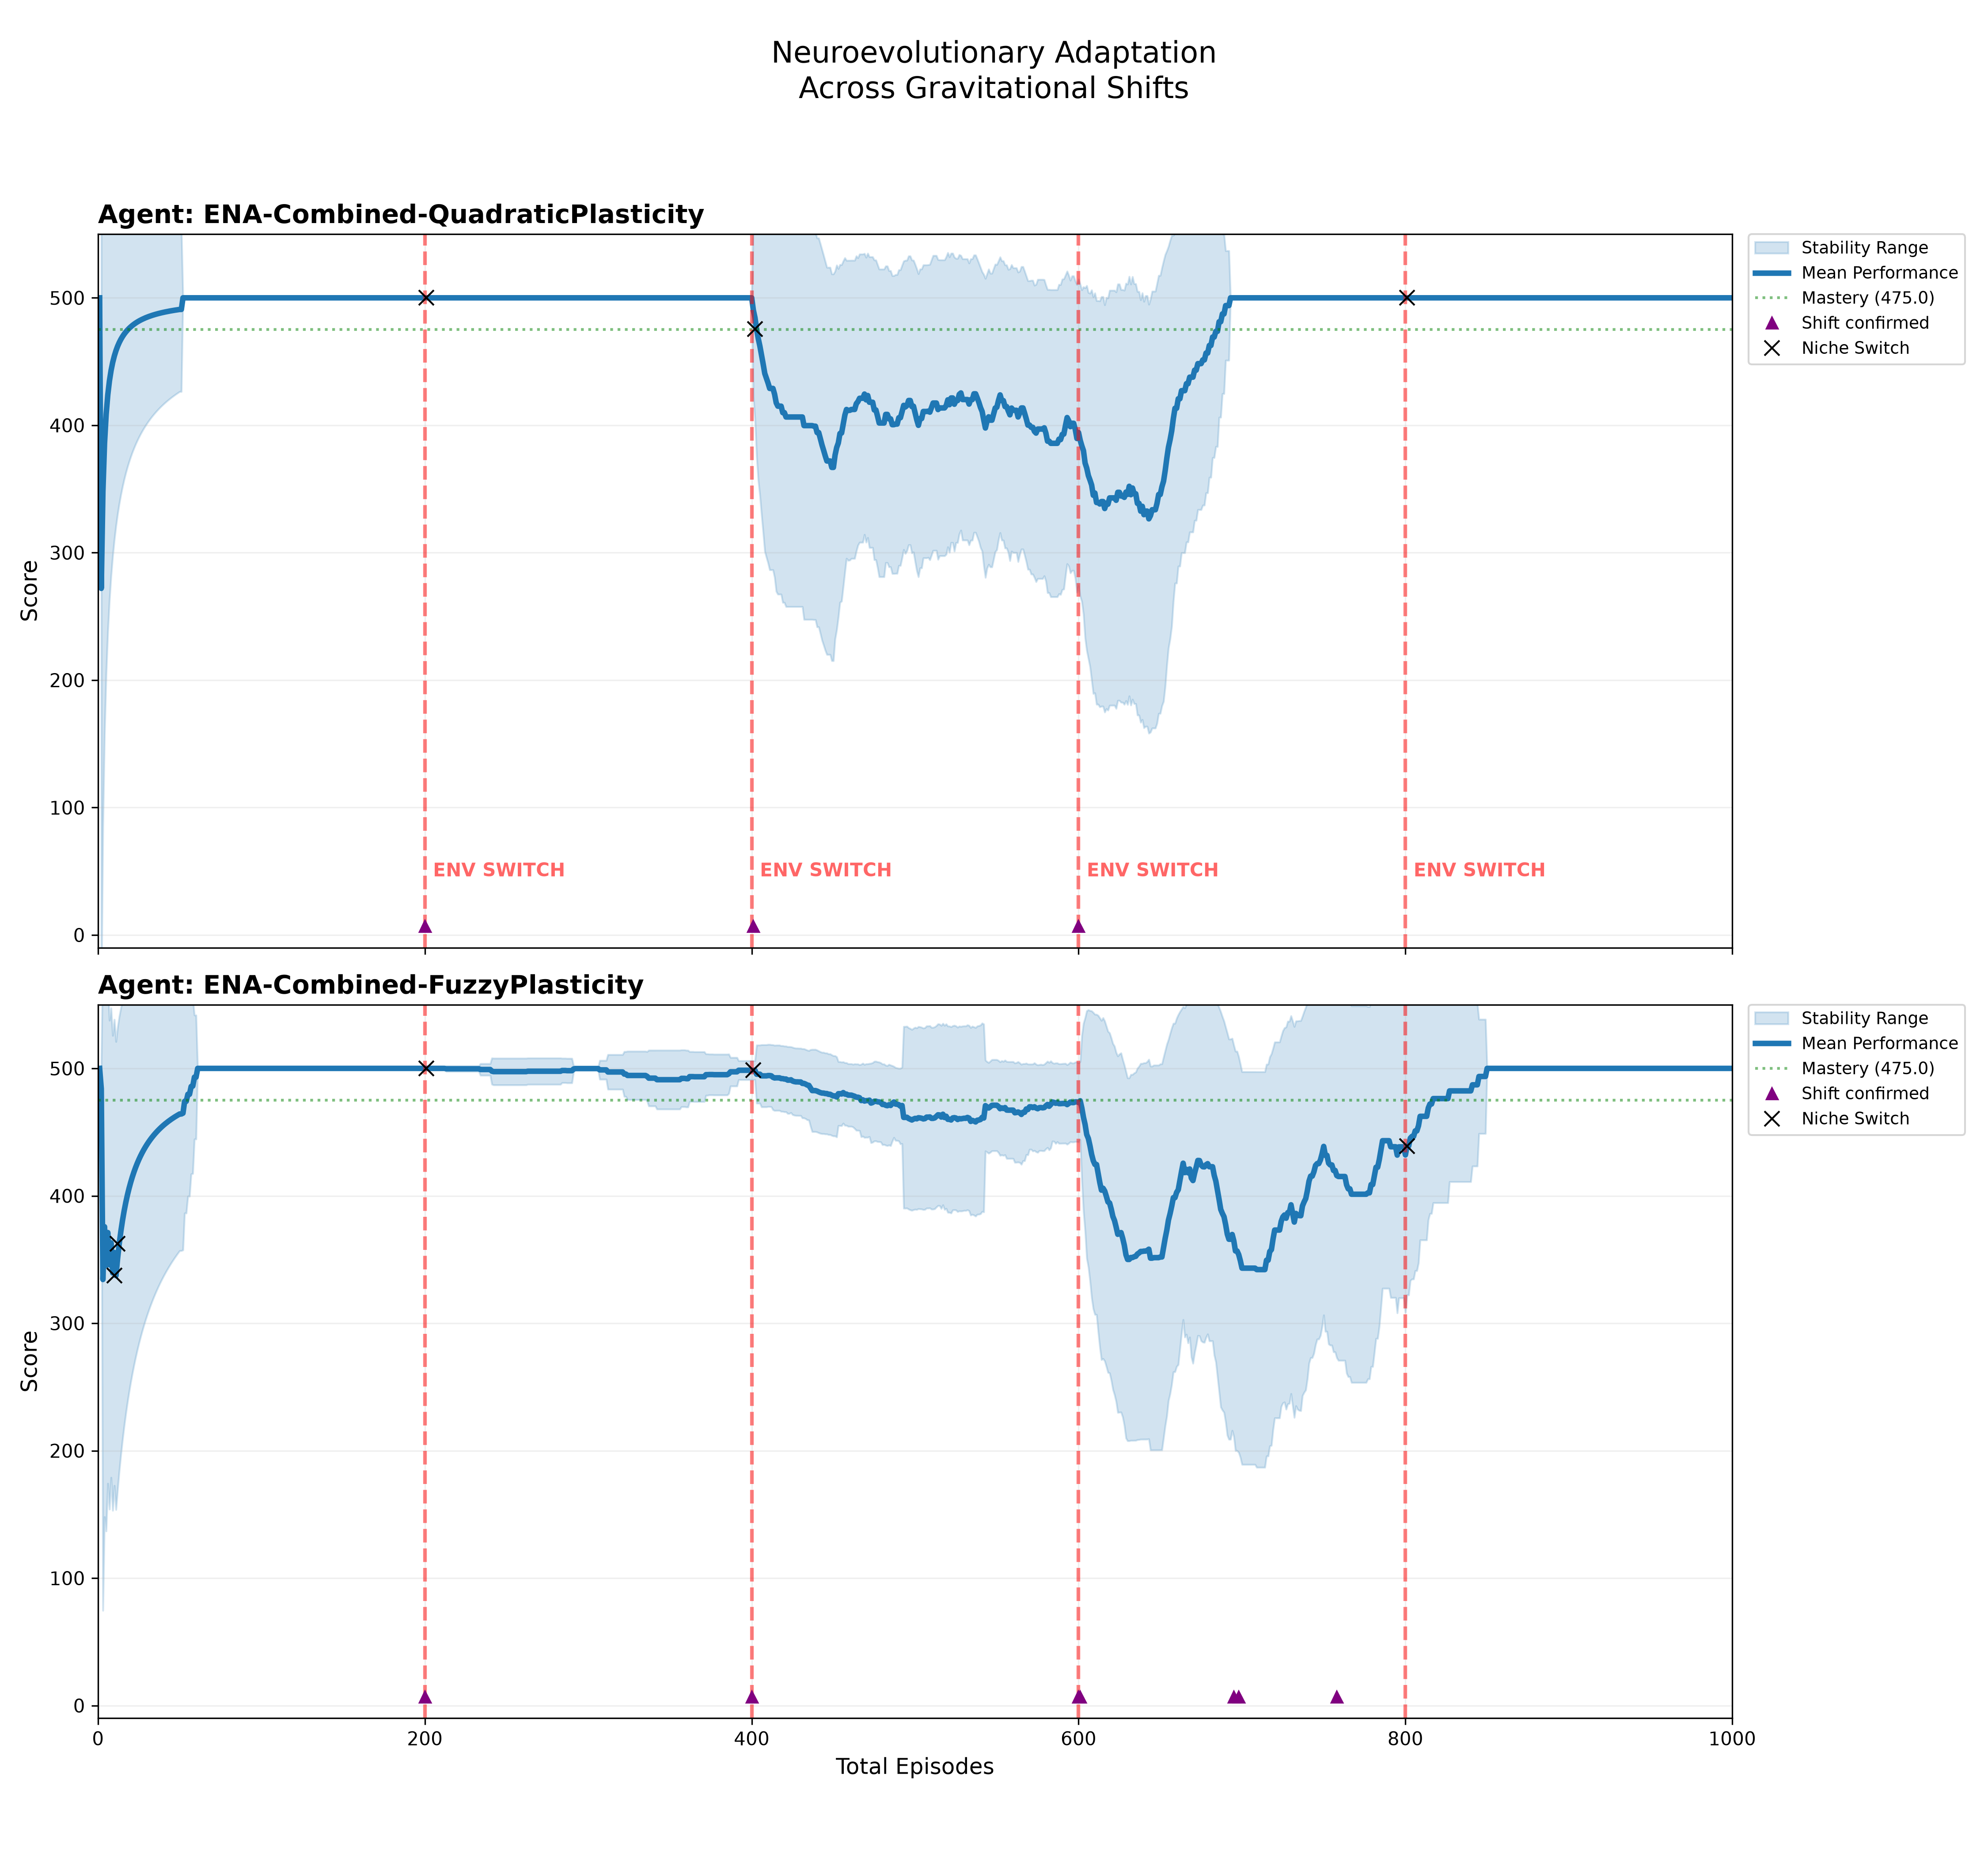 Neuroevolutionary Adaptation
Across Gravitational Shifts
Agent: ENA-Combined-QuadraticPlasticity
Score
500
400
300
200
100
0
ENV SWITCH
ENV SWITCH
ENV SWITCH
ENV SWITCH
Stability Range
Mean Performance
Mastery (475.0)
Shift confirmed
Niche Switch
Agent: ENA-Combined-FuzzyPlasticity
Score
500
400
300
200
100
0
Stability Range
Mean Performance
Mastery (475.0)
Shift confirmed
Niche Switch
0 200 400 600 800 1000
Total Episodes